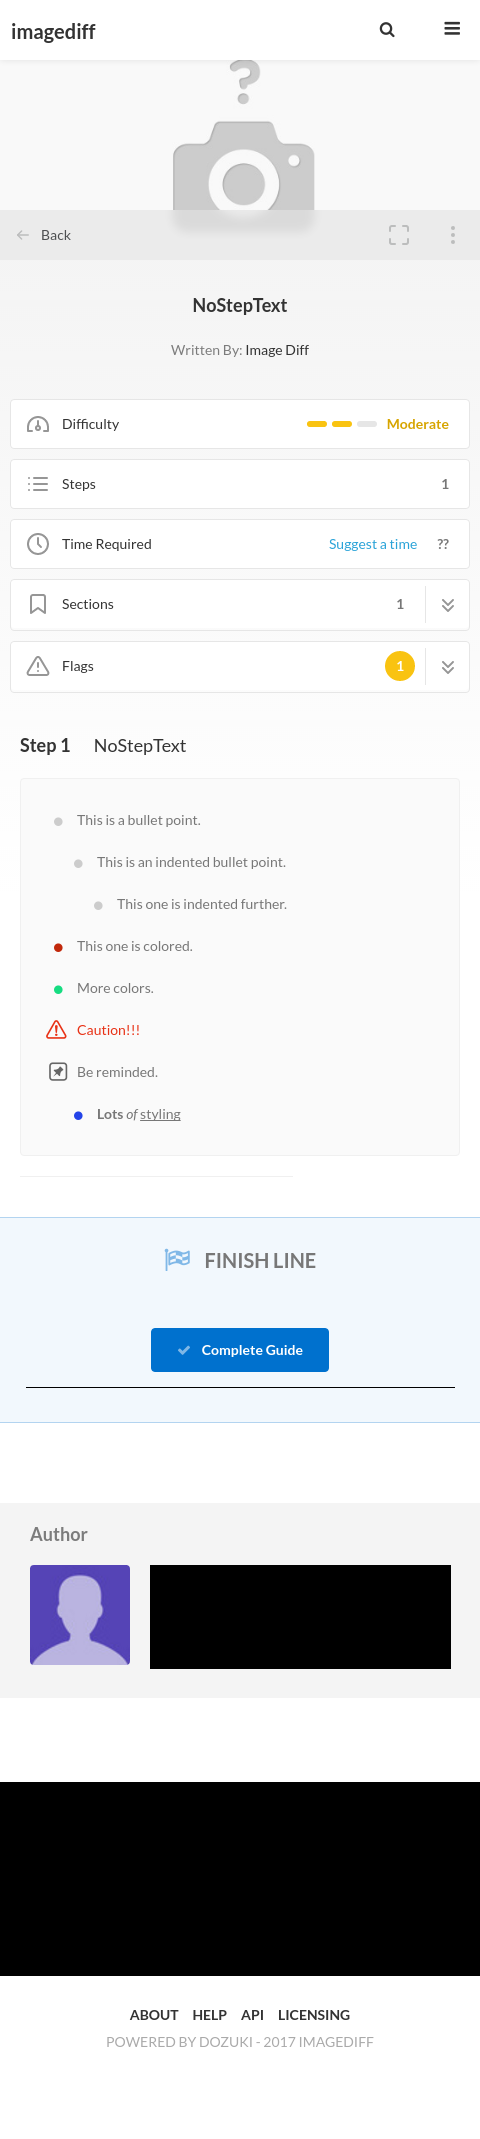 imagediff
?
Back
NoStepText
Written By: Image Diff
Difficulty Moderate
Steps 1
Time Required Suggest a time ??
Sections 1
Flags 1
Step 1 NoStepText
This is a bullet point.
This is an indented bullet point.
This one is indented further.
This one is colored.
More colors.
Caution!!!
Be reminded.
Lots of styling
FINISH LINE
Complete Guide
Author
ABOUT HELP API LICENSING
POWERED BY DOZUKI - 2017 IMAGEDIFF